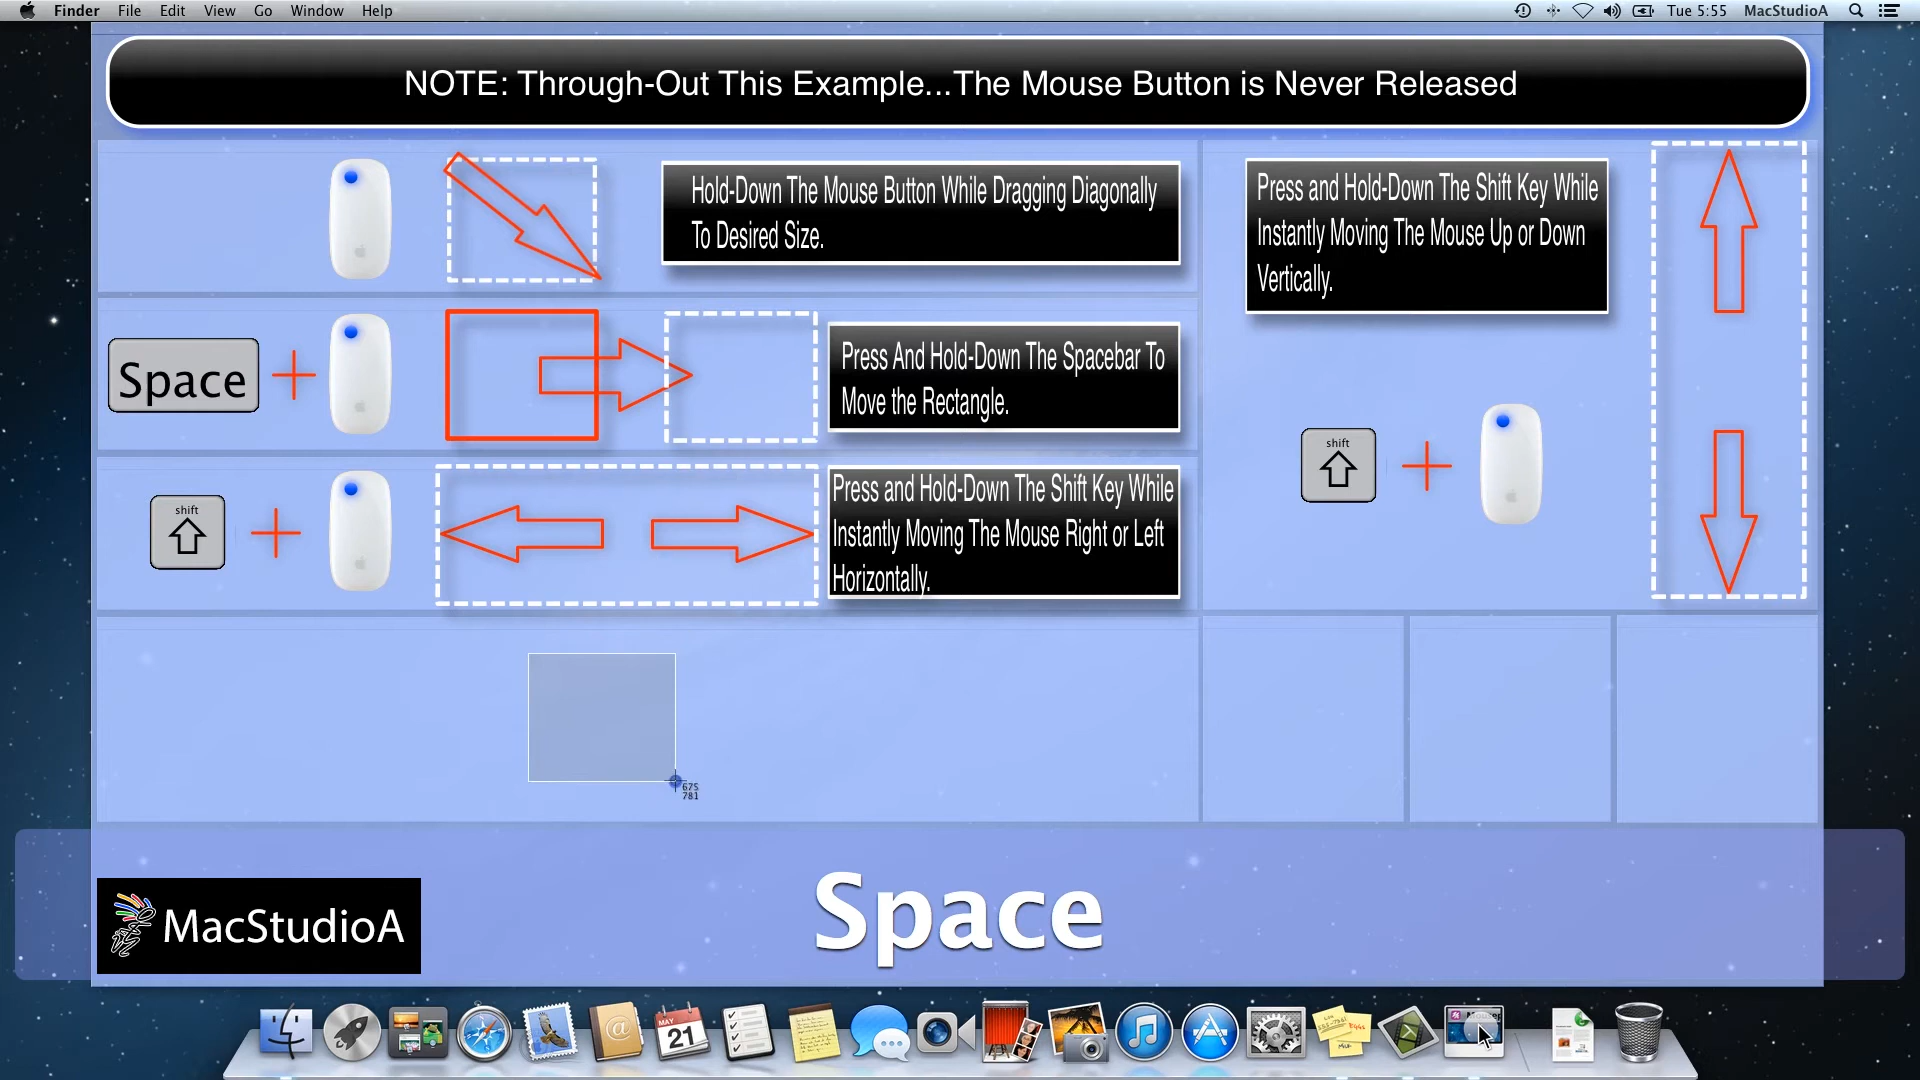 Finder File Edit View Go Window Help
Tue 5:55 MacStudioA
NOTE: Through-Out This Example...The Mouse Button is Never Released
Hold-Down The Mouse Button While Dragging Diagonally
To Desired Size.
Press and Hold-Down The Shift Key While
Instantly Moving The Mouse Up or Down
Vertically.
Space
Press And Hold-Down The Spacebar To
Move the Rectangle.
shift
Press and Hold-Down The Shift Key While
Instantly Moving The Mouse Right or Left
Horizontally.
shift
675
781
MacStudioA
Space
MAY
21